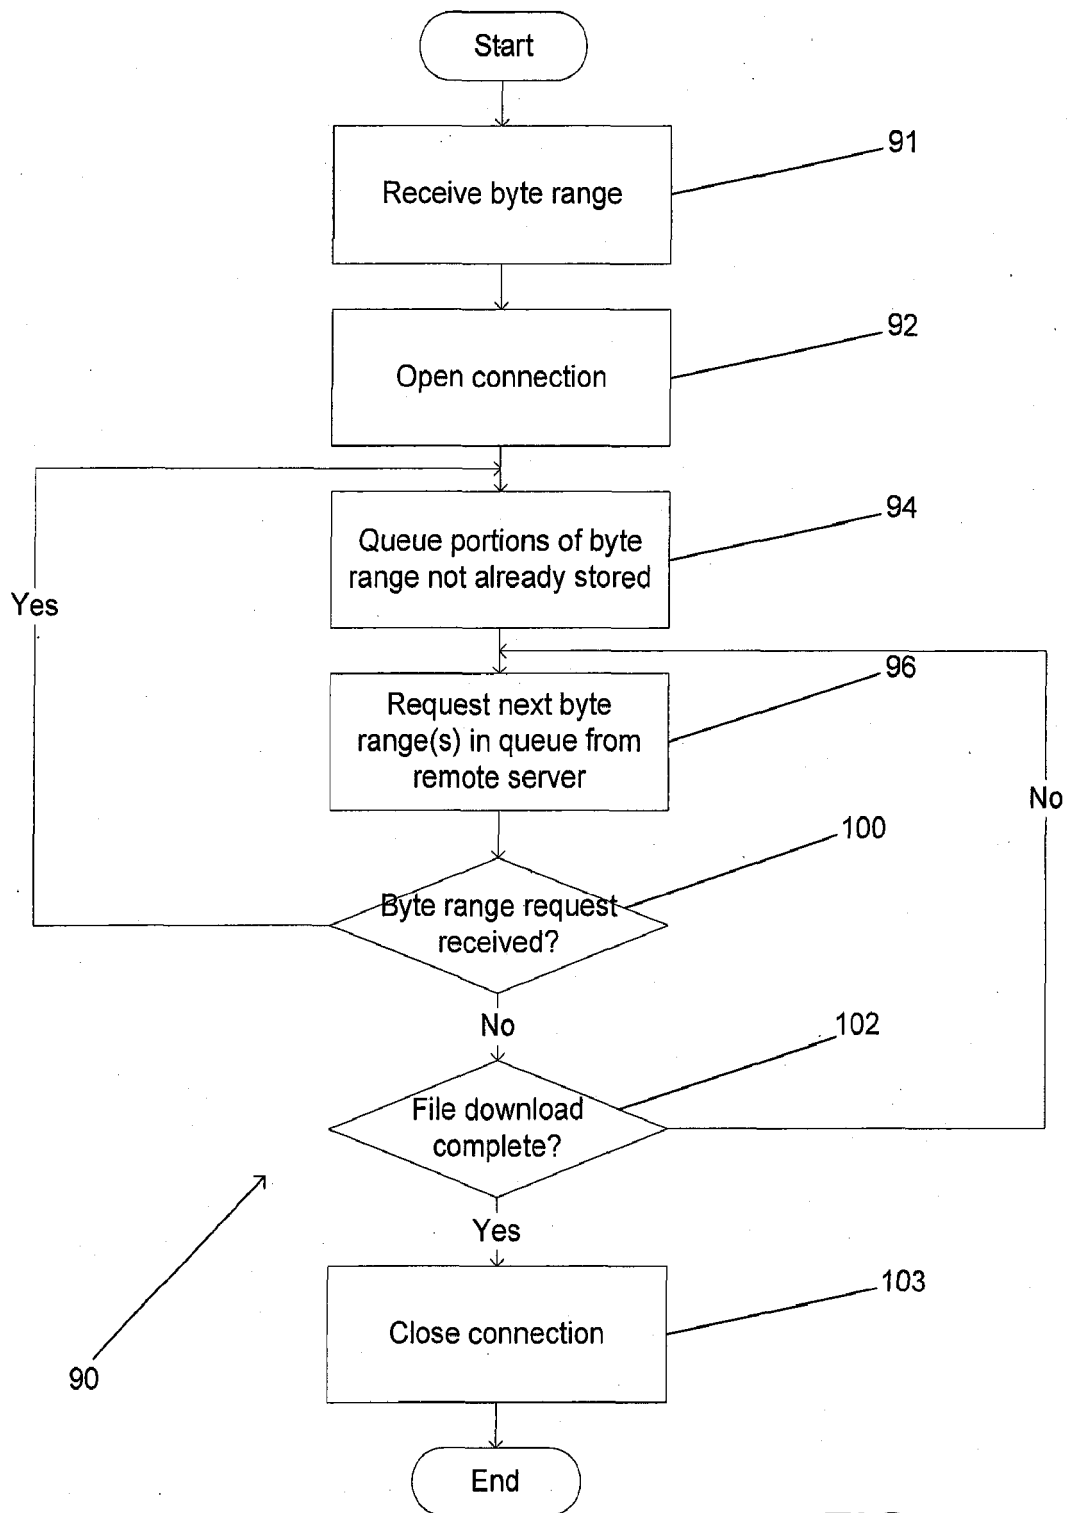 Start
Receive byte range
91
Open connection
92
Queue portions of byte
range not already stored
94
Yes
Request next byte
range(s) in queue from
remote server
96
No
Byte range request
received?
100
No
File download
complete?
102
Yes
Close connection
103
90
End